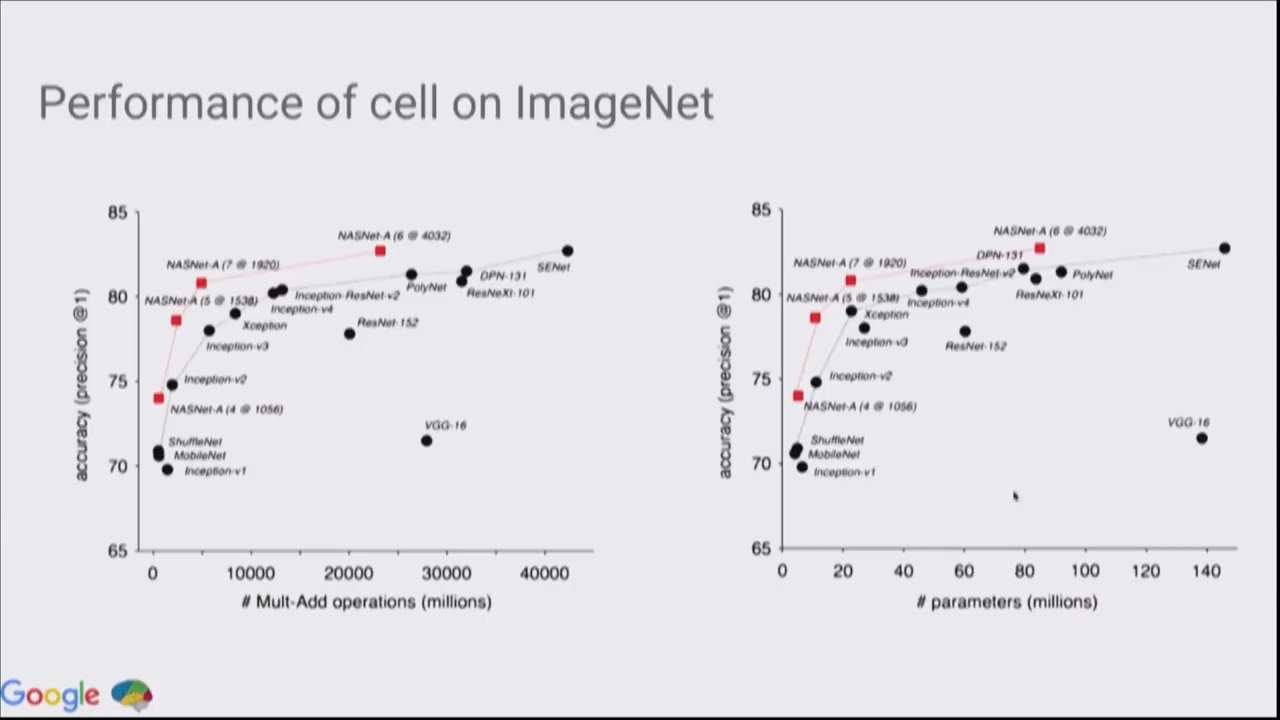 Performance of cell on ImageNet
85
80
75
70
65
accuracy (precision @1)
0
10000
20000
30000
40000
# Mult-Add operations (millions)
NASNet-A (6 @ 4032)
NASNet-A (7 @ 1920)
SENet
DPN-131
PolyNet
ResNeXt-101
Inception-ResNet-v2
NASNet-A (5 @ 1538)
Inception-v4
Xception
ResNet-152
Inception-v3
Inception-v2
NASNet-A (4 @ 1056)
VGG-16
ShuffleNet
MobileNet
Inception-v1
85
80
75
70
65
accuracy (precision @1)
0
20
40
60
80
100
120
140
# parameters (millions)
NASNet-A (6 @ 4032)
DPN-131
NASNet-A (7 @ 1920)
SENet
Inception-ResNet-v2
PolyNet
ResNeXt-101
NASNet-A (5 @ 1538)
Inception-v4
Xception
Inception-v3
ResNet-152
Inception-v2
NASNet-A (4 @ 1056)
VGG-16
ShuffleNet
MobileNet
Inception-v1
Google